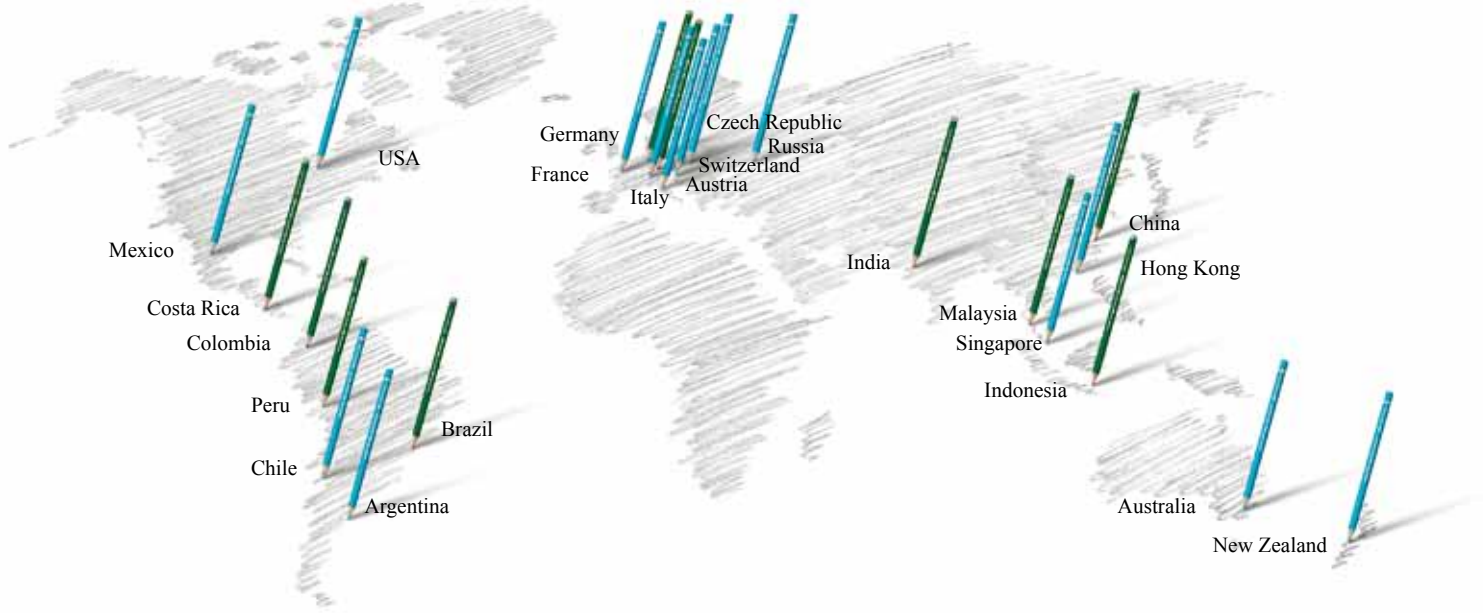 Germany
Czech Republic
Russia
USA
Switzerland
France
Austria
Italy
China
Mexico
India
Hong Kong
Costa Rica
Malaysia
Colombia
Singapore
Indonesia
Peru
Brazil
Chile
Argentina
Australia
New Zealand